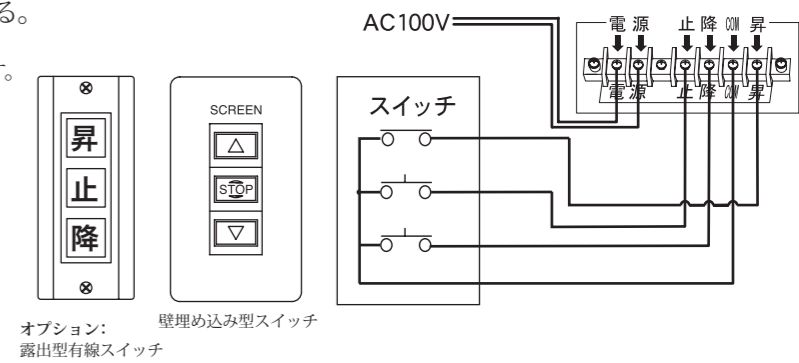 る。
す。
AC100V
電 源 止 降 COM 昇
電 源 止 降 COM 昇
スイッチ
SCREEN
昇
止
降
△
STOP
▽
壁埋め込み型スイッチ
オプション：
露出型有線スイッチ